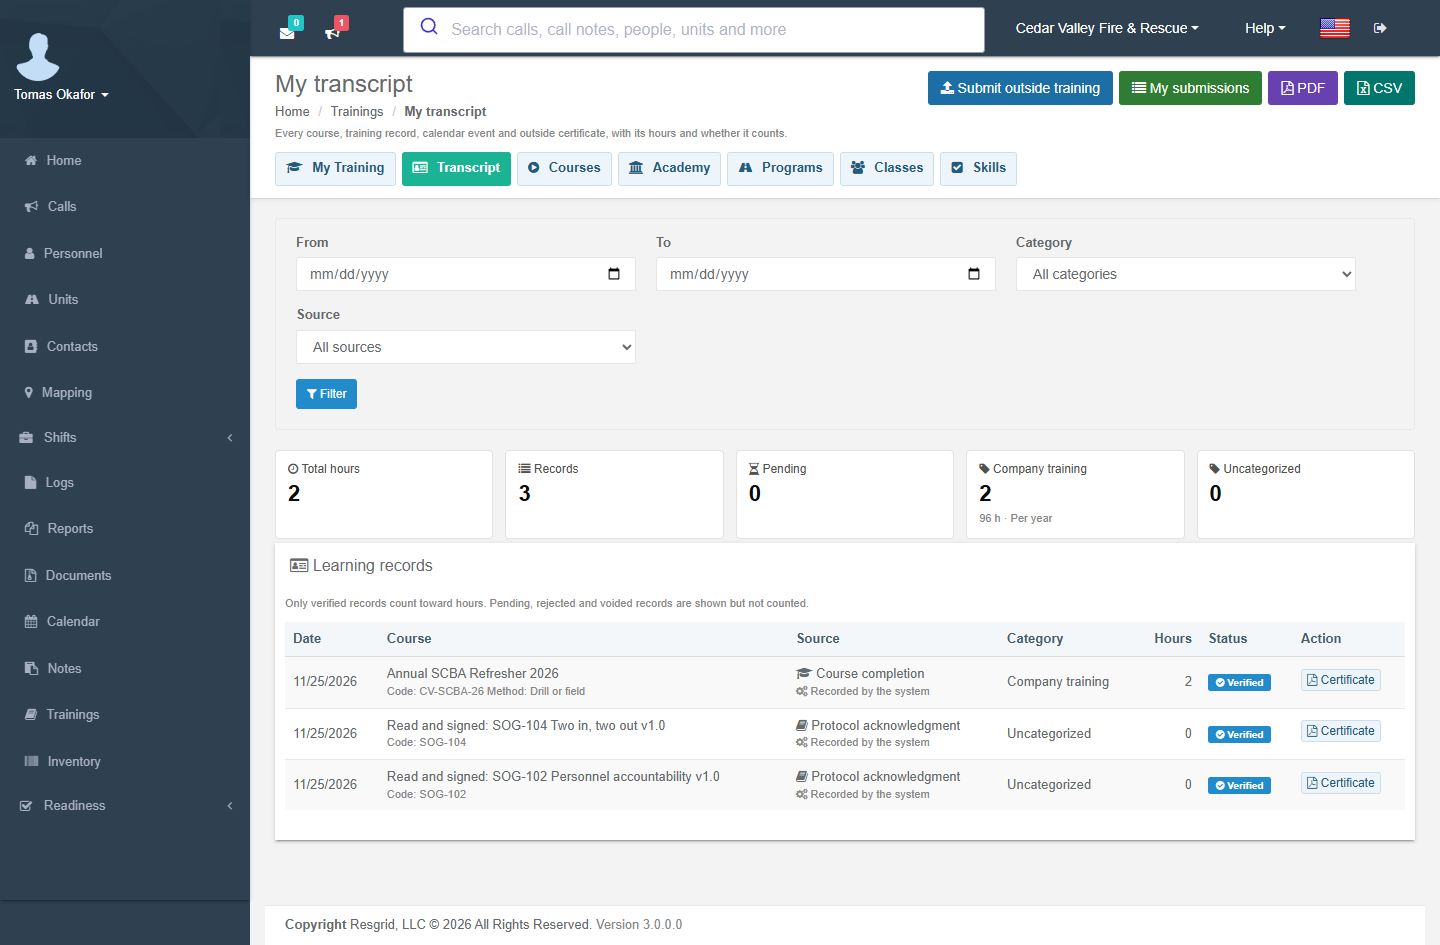 0
1
Search calls, call notes, people, units and more
Cedar Valley Fire & Rescue
Help
Tomas Okafor
Home
Calls
Personnel
Units
Contacts
Mapping
Shifts
Logs
Reports
Documents
Calendar
Notes
Trainings
Inventory
Readiness
My transcript
Home / Trainings / My transcript
Every course, training record, calendar event and outside certificate, with its hours and whether it counts.
Submit outside training
My submissions
PDF
CSV
My Training
Transcript
Courses
Academy
Programs
Classes
Skills
From
mm/dd/yyyy
To
mm/dd/yyyy
Category
All categories
Source
All sources
Filter
Total hours
2
Records
3
Pending
0
Company training
2
96 h · Per year
Uncategorized
0
Learning records
Only verified records count toward hours. Pending, rejected and voided records are shown but not counted.
Date Course Source Category Hours Status Action
11/25/2026 Annual SCBA Refresher 2026 Course completion Company training 2 Verified Certificate
Code: CV-SCBA-26 Method: Drill or field Recorded by the system
11/25/2026 Read and signed: SOG-104 Two in, two out v1.0 Protocol acknowledgment Uncategorized 0 Verified Certificate
Code: SOG-104 Recorded by the system
11/25/2026 Read and signed: SOG-102 Personnel accountability v1.0 Protocol acknowledgment Uncategorized 0 Verified Certificate
Code: SOG-102 Recorded by the system
Copyright Resgrid, LLC © 2026 All Rights Reserved. Version 3.0.0.0